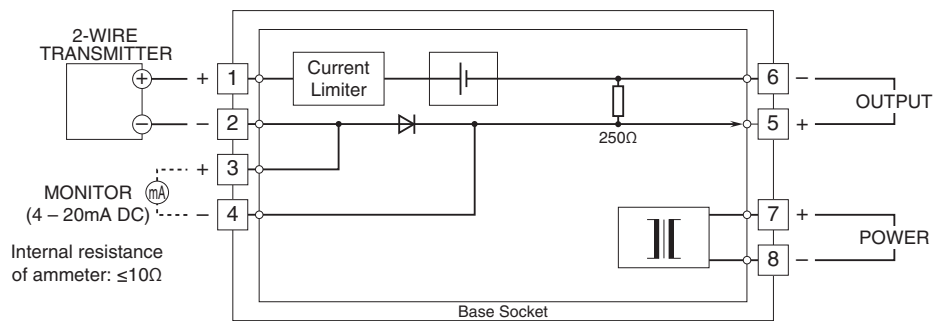 2-WIRE
TRANSMITTER
+
−
+ 1
− 2
+ 3
− 4
MONITOR mA
(4 – 20mA DC)
Internal resistance
of ammeter: ≤10Ω
Current
Limiter
250Ω
6 −
5 +
OUTPUT
7 +
8 −
POWER
Base Socket